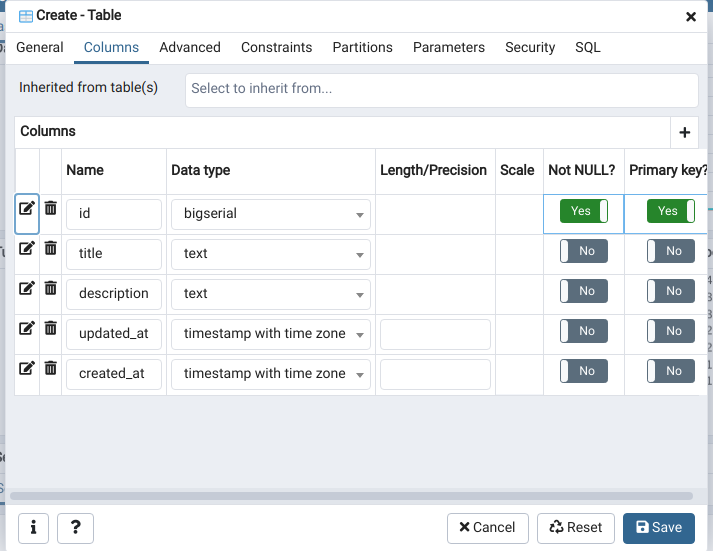 Create - Table
General Columns Advanced Constraints Partitions Parameters Security SQL
Inherited from table(s) Select to inherit from...
Columns
Name Data type Length/Precision Scale Not NULL? Primary key?
id bigserial Yes Yes
title text No No
description text No No
updated_at timestamp with time zone No No
created_at timestamp with time zone No No
i ? Cancel Reset Save